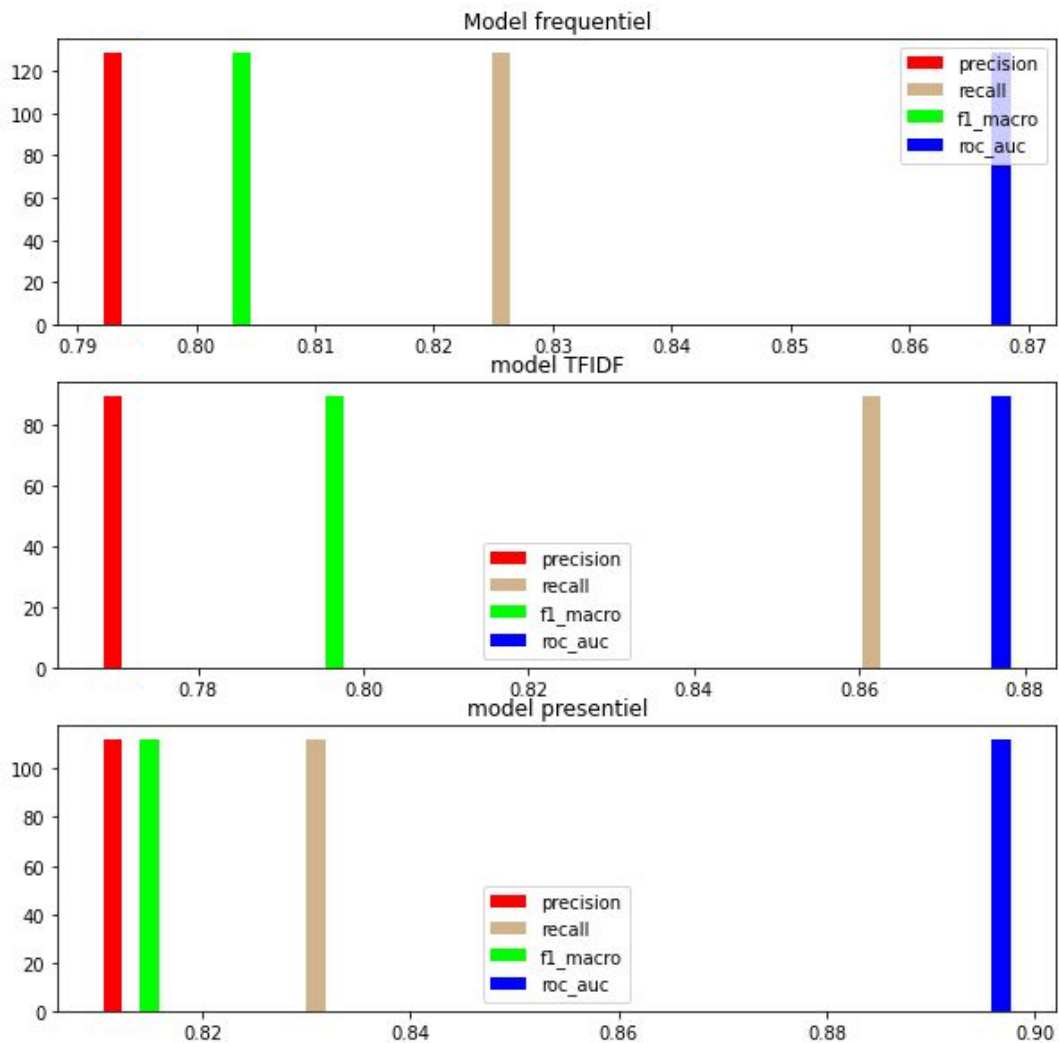 Model frequentiel
120
100
80
60
40
20
0
precision
recall
f1_macro
roc_auc
0.79 0.80 0.81 0.82 0.83 0.84 0.85 0.86 0.87
model TFIDF
80
60
40
20
0
precision
recall
f1_macro
roc_auc
0.78 0.80 0.82 0.84 0.86 0.88
model presentiel
100
80
60
40
20
0
precision
recall
f1_macro
roc_auc
0.82 0.84 0.86 0.88 0.90